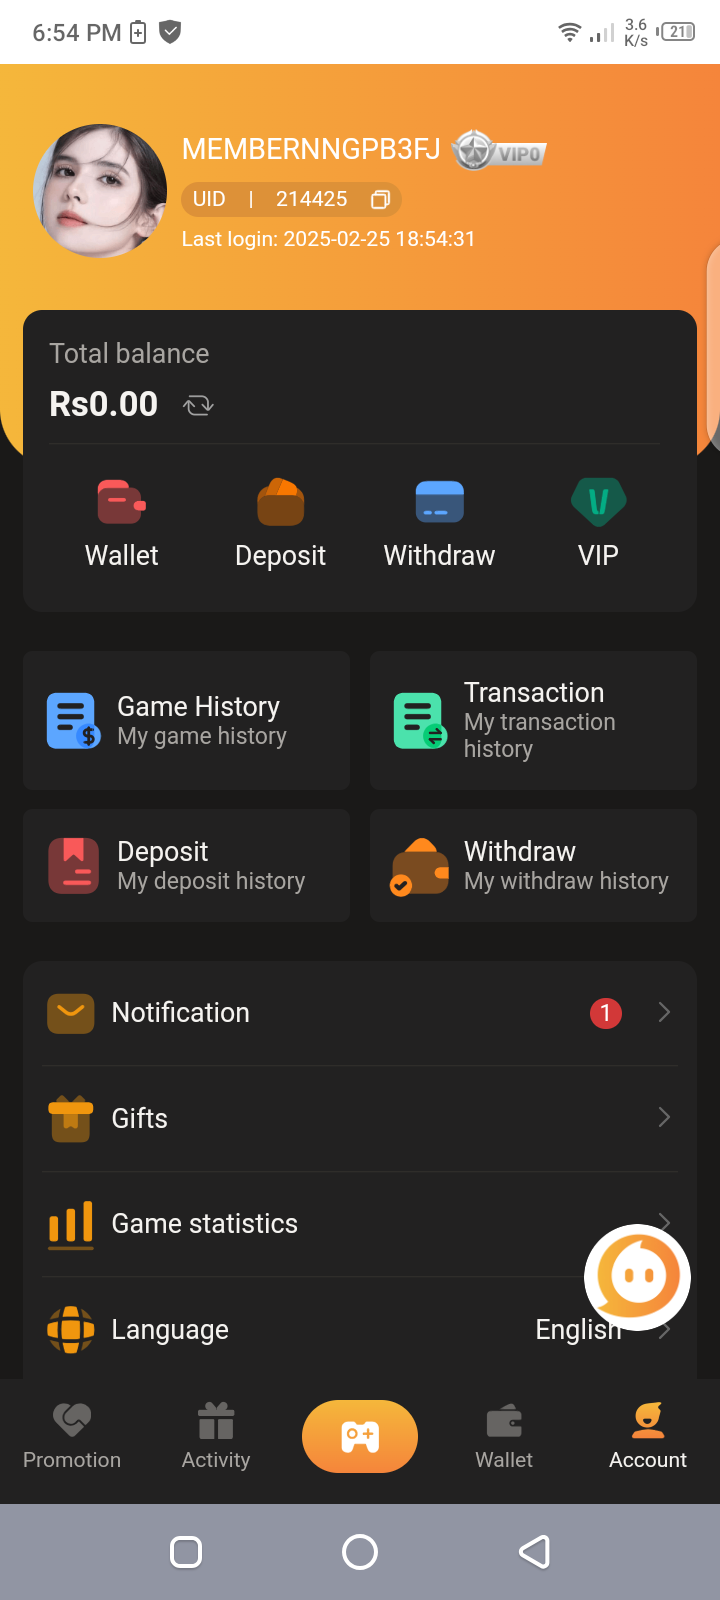 6:54 PM
3.6
K/s
21
MEMBERNNGPB3FJ VIP0
UID | 214425
Last login: 2025-02-25 18:54:31
Total balance
Rs0.00
Wallet Deposit Withdraw VIP
Game History
My game history
Transaction
My transaction
history
Deposit
My deposit history
Withdraw
My withdraw history
Notification 1
Gifts
Game statistics
Language English
Promotion Activity Wallet Account